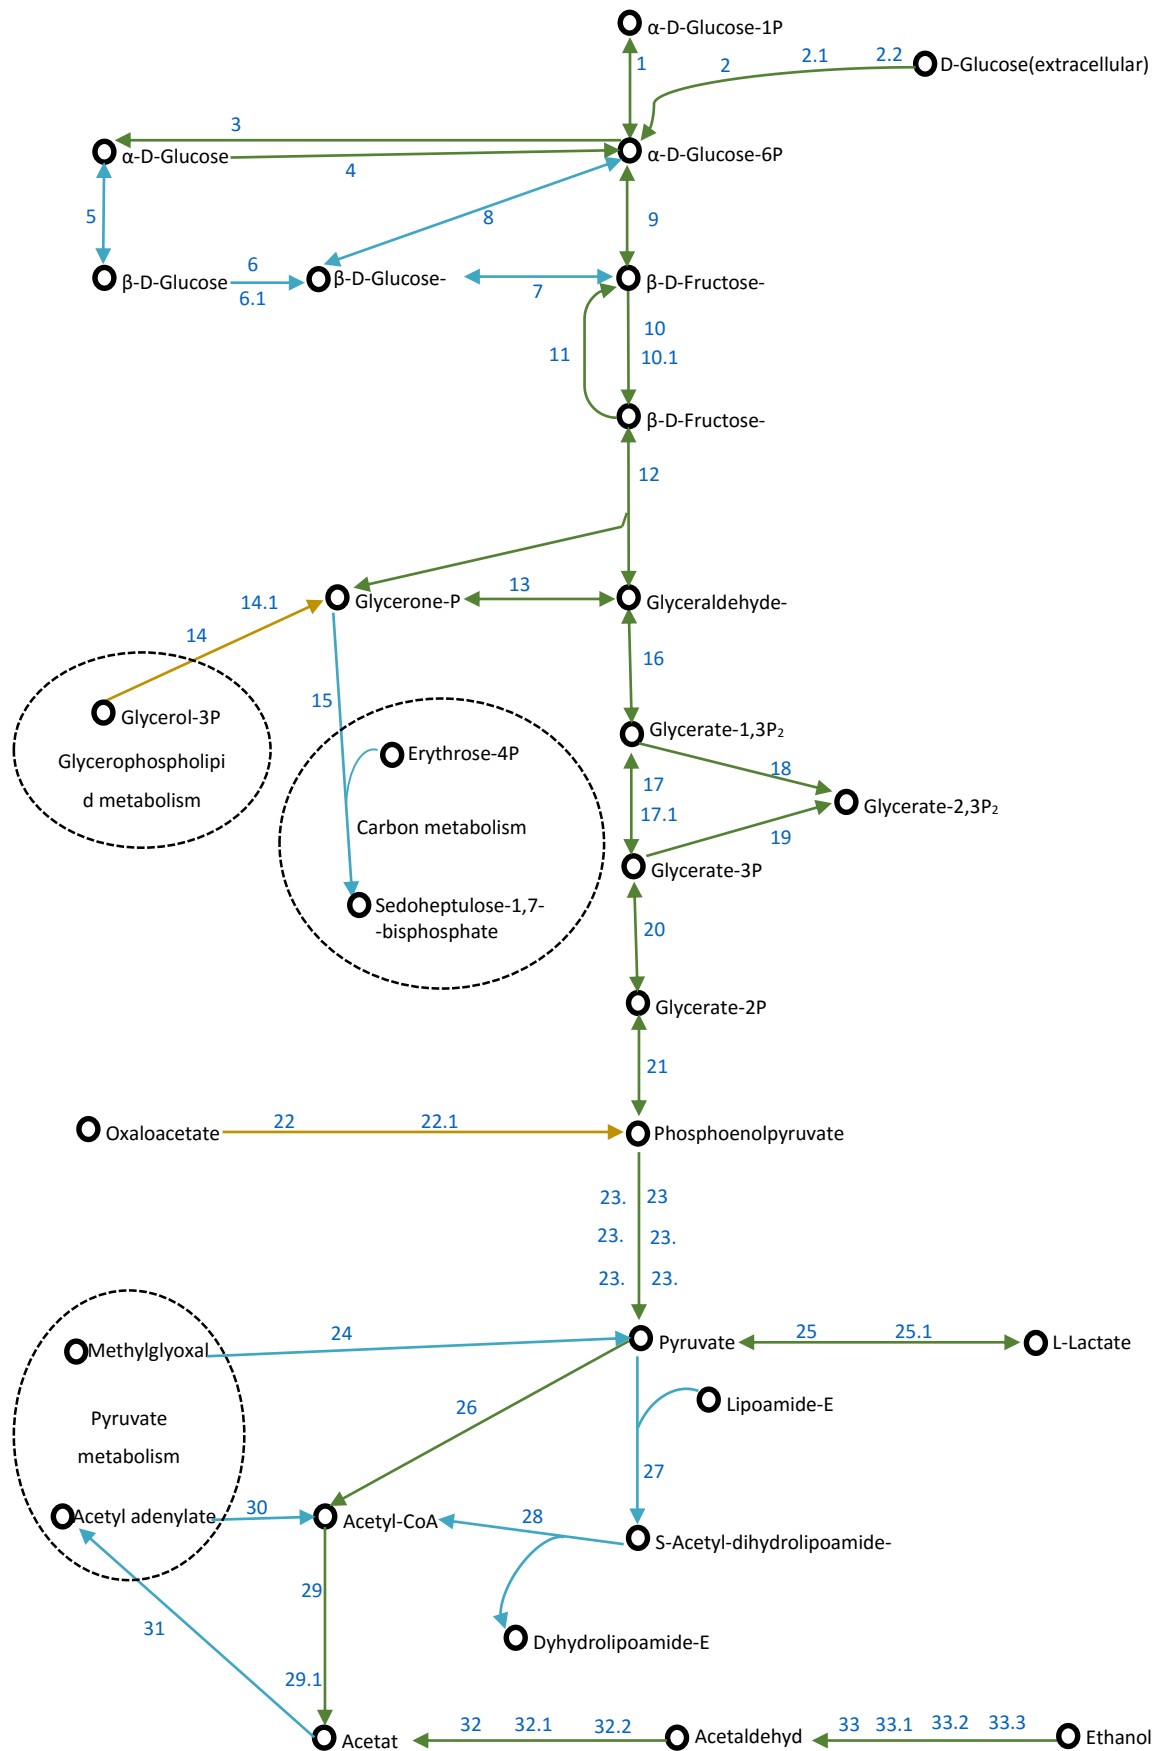 α-D-Glucose-1P
1
2
2.1
2.2
D-Glucose(extracellular)
3
α-D-Glucose
4
α-D-Glucose-6P
5
8
9
β-D-Glucose
6
6.1
β-D-Glucose-
7
β-D-Fructose-
10
11
10.1
β-D-Fructose-
12
14.1
Glycerone-P
13
Glyceraldehyde-
14
16
15
Glycerol-3P
Glycerophospholipi
d metabolism
Erythrose-4P
Carbon metabolism
Sedoheptulose-1,7-
-bisphosphate
Glycerate-1,3P₂
17
17.1
18
Glycerate-2,3P₂
19
Glycerate-3P
20
Glycerate-2P
21
Oxaloacetate
22
22.1
Phosphoenolpyruvate
23.
23
23.
23.
23.
23.
Methylglyoxal
24
Pyruvate
25
25.1
L-Lactate
Pyruvate
metabolism
26
Lipoamide-E
27
Acetyl adenylate
30
Acetyl-CoA
28
S-Acetyl-dihydrolipoamide-
29
31
Dyhydrolipoamide-E
29.1
Acetat
32
32.1
32.2
Acetaldehyd
33
33.1
33.2
33.3
Ethanol